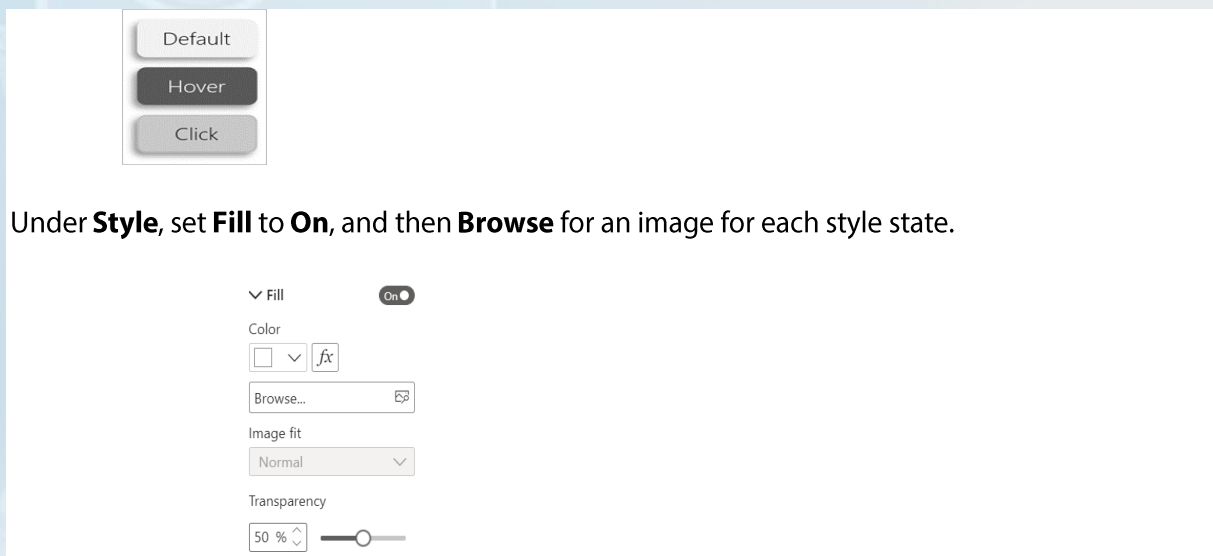 Default
Hover
Click
Under Style, set Fill to On, and then Browse for an image for each style state.
Fill On
Color
fx
Browse...
Image fit
Normal
Transparency
50 %